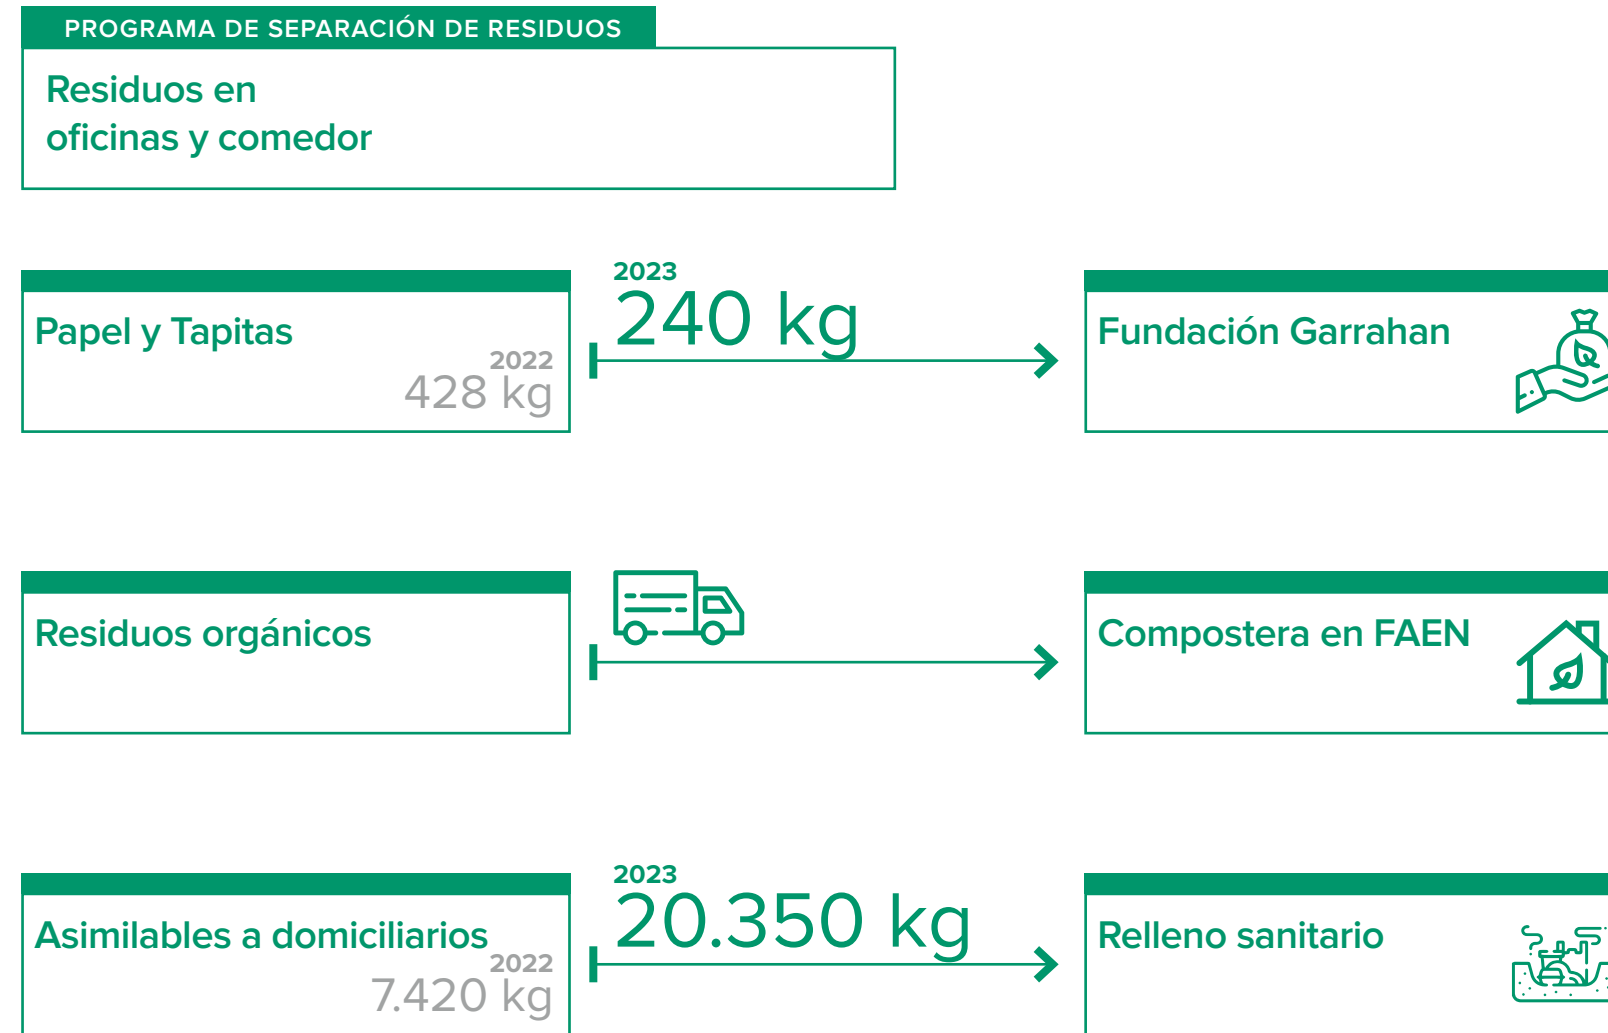 PROGRAMA DE SEPARACIÓN DE RESIDUOS
Residuos en
oficinas y comedor
Papel y Tapitas
2022
428 kg
2023
240 kg
Fundación Garrahan
Residuos orgánicos
Compostera en FAEN
Asimilables a domiciliarios
2022
7.420 kg
2023
20.350 kg
Relleno sanitario